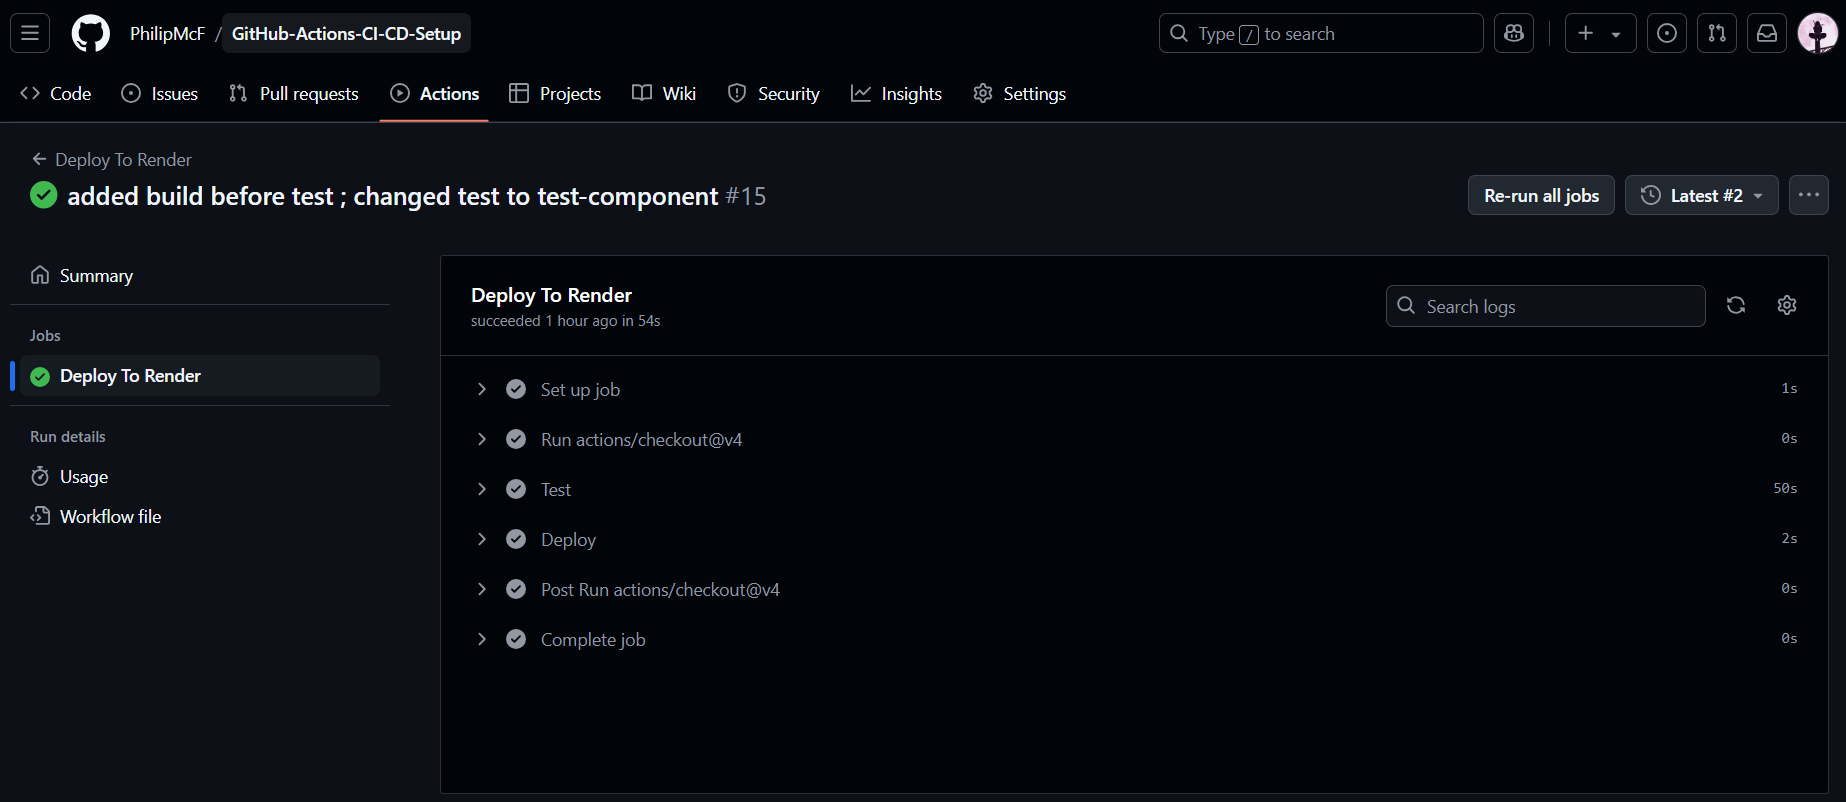 PhilipMcF / GitHub-Actions-CI-CD-Setup
Type / to search
Code Issues Pull requests Actions Projects Wiki Security Insights Settings
Deploy To Render
added build before test ; changed test to test-component #15
Re-run all jobs
Latest #2
Summary
Jobs
Deploy To Render
Run details
Usage
Workflow file
Deploy To Render
succeeded 1 hour ago in 54s
Search logs
Set up job 1s
Run actions/checkout@v4 0s
Test 50s
Deploy 2s
Post Run actions/checkout@v4 0s
Complete job 0s